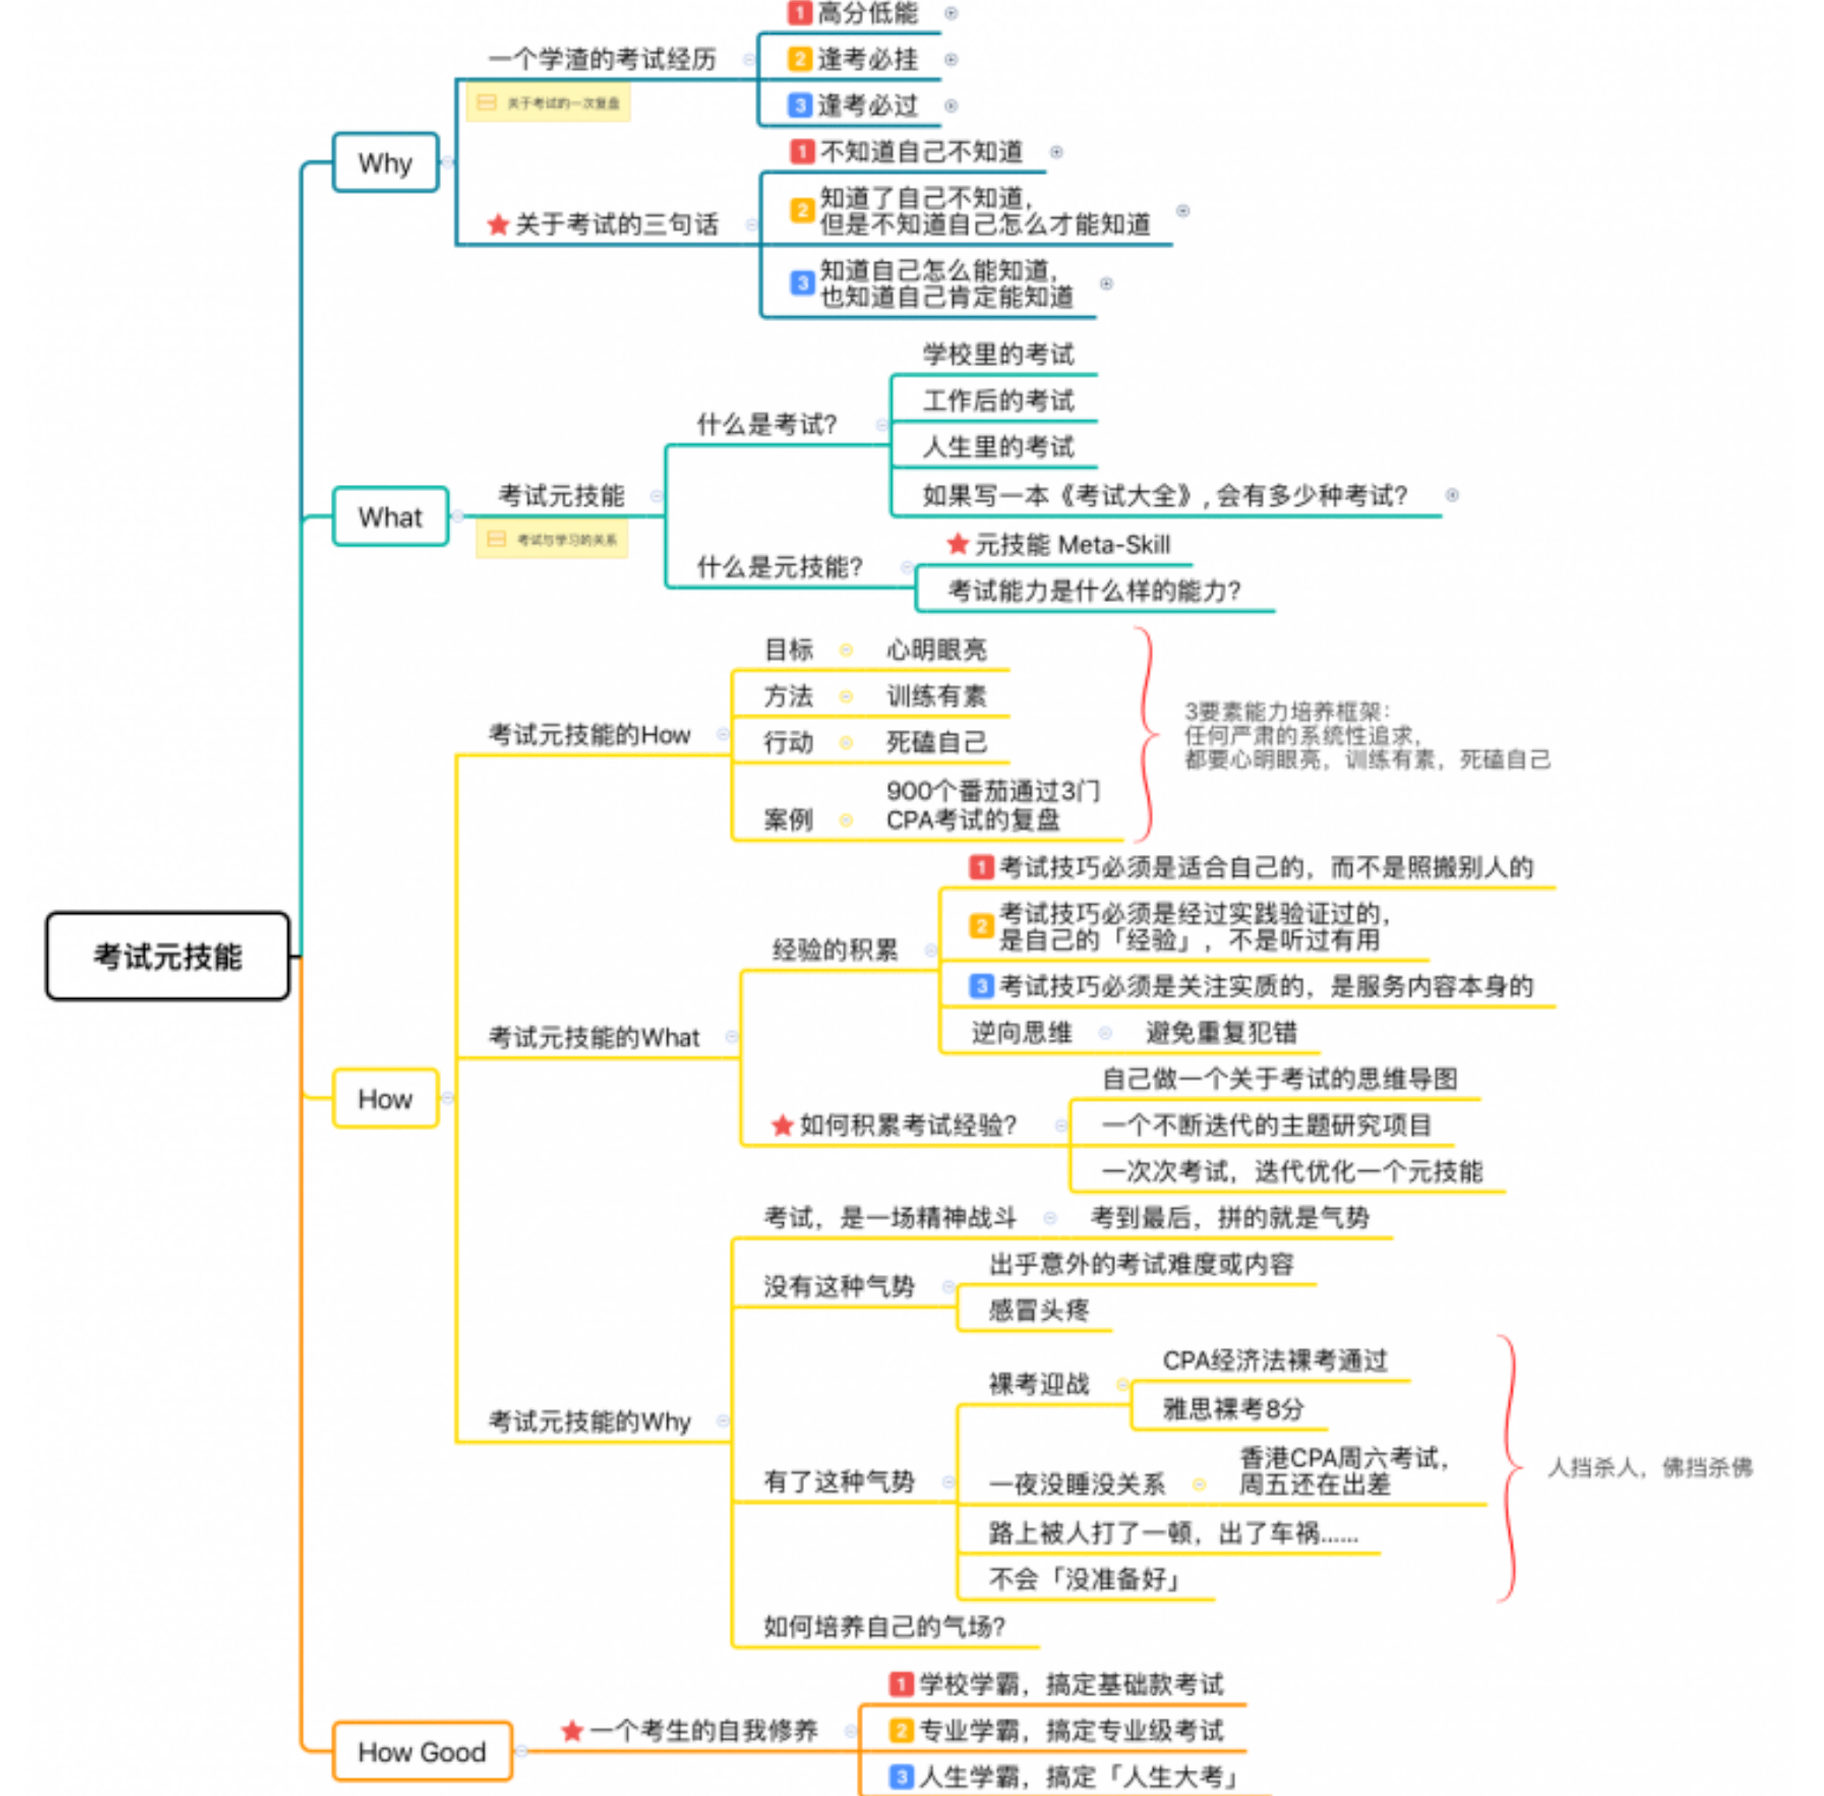 考试元技能
Why
一个学渣的考试经历
关于考试的一次复盘
1 高分低能
2 逢考必挂
3 逢考必过
关于考试的三句话
1 不知道自己不知道
2 知道了自己不知道，
但是不知道自己怎么才能知道
3 知道自己怎么能知道，
也知道自己肯定能知道
What
考试元技能
考试与学习的关系
什么是考试？
学校里的考试
工作后的考试
人生里的考试
如果写一本《考试大全》, 会有多少种考试？
什么是元技能？
元技能 Meta-Skill
考试能力是什么样的能力？
How
考试元技能的How
目标 心明眼亮
方法 训练有素
行动 死磕自己
案例 900个番茄通过3门
CPA考试的复盘
3要素能力培养框架：
任何严肃的系统性追求，
都要心明眼亮，训练有素，死磕自己
考试元技能的What
经验的积累
1 考试技巧必须是适合自己的，而不是照搬别人的
2 考试技巧必须是经过实践验证过的，
是自己的「经验」，不是听过有用
3 考试技巧必须是关注实质的，是服务内容本身的
逆向思维 避免重复犯错
如何积累考试经验？
自己做一个关于考试的思维导图
一个不断迭代的主题研究项目
一次次考试，迭代优化一个元技能
考试元技能的Why
考试，是一场精神战斗 考到最后，拼的就是气势
没有这种气势
出乎意外的考试难度或内容
感冒头疼
有了这种气势
裸考迎战
CPA经济法裸考通过
雅思裸考8分
一夜没睡没关系
香港CPA周六考试，
周五还在出差
路上被人打了一顿，出了车祸……
不会「没准备好」
人挡杀人，佛挡杀佛
如何培养自己的气场？
How Good
一个考生的自我修养
1 学校学霸，搞定基础款考试
2 专业学霸，搞定专业级考试
3 人生学霸，搞定「人生大考」